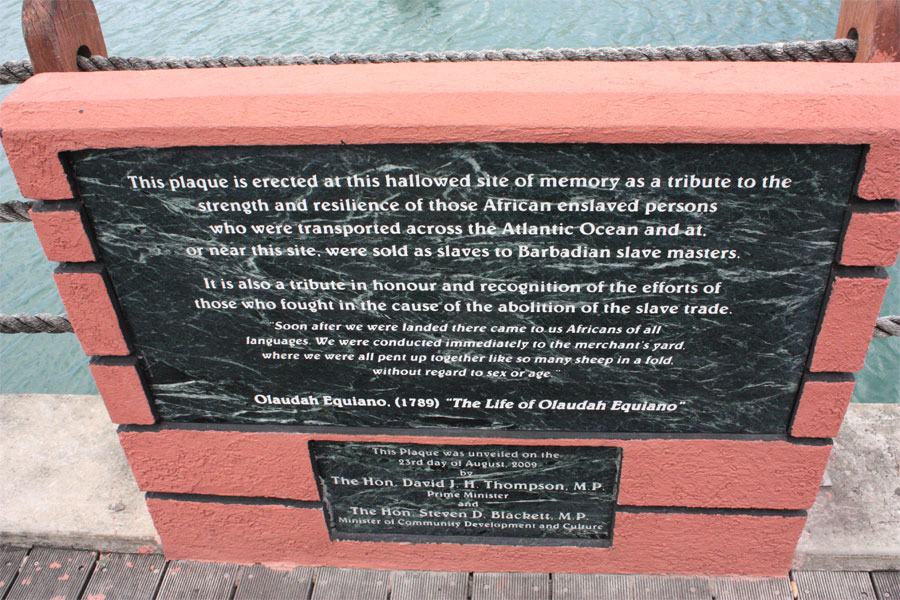 This plaque is erected at this hallowed site of memory as a tribute to the
strength and resilience of those African enslaved persons
who were transported across the Atlantic Ocean and at,
or near this site, were sold as slaves to Barbadian slave masters.
It is also a tribute in honour and recognition of the efforts of
those who fought in the cause of the abolition of the slave trade.
"Soon after we were landed there came to us Africans of all
languages. We were conducted immediately to the merchant's yard,
where we were all pent up together like so many sheep in a fold,
without regard to sex or age."
Olaudah Equiano, (1789) "The Life of Olaudah Equiano"
This Plaque was unveiled on the
23rd day of August, 2009
by
The Hon. David J. H. Thompson, M.P.
Prime Minister
and
The Hon. Steven D. Blackett, M.P.
Minister of Community Development and Culture